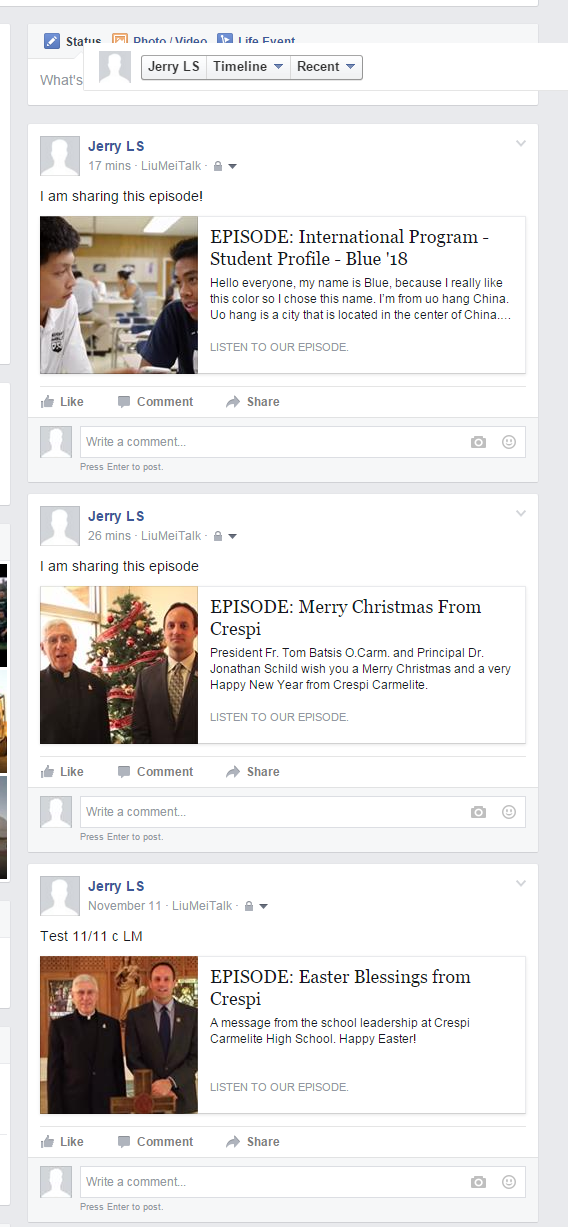 Status Photo / Video Life Event
Jerry LS Timeline Recent
What's
Jerry LS
17 mins · LiuMeiTalk ·
I am sharing this episode!
EPISODE: International Program -
Student Profile - Blue '18
Hello everyone, my name is Blue, because I really like
this color so I chose this name. I'm from uo hang China.
Uo hang is a city that is located in the center of China....
LISTEN TO OUR EPISODE.
Like Comment Share
Write a comment...
Press Enter to post.
Jerry LS
26 mins · LiuMeiTalk ·
I am sharing this episode
EPISODE: Merry Christmas From
Crespi
President Fr. Tom Batsis O.Carm. and Principal Dr.
Jonathan Schild wish you a Merry Christmas and a very
Happy New Year from Crespi Carmelite.
LISTEN TO OUR EPISODE.
Like Comment Share
Write a comment...
Press Enter to post.
Jerry LS
November 11 · LiuMeiTalk ·
Test 11/11 c LM
EPISODE: Easter Blessings from
Crespi
A message from the school leadership at Crespi
Carmelite High School. Happy Easter!
LISTEN TO OUR EPISODE.
Like Comment Share
Write a comment...
Press Enter to post.